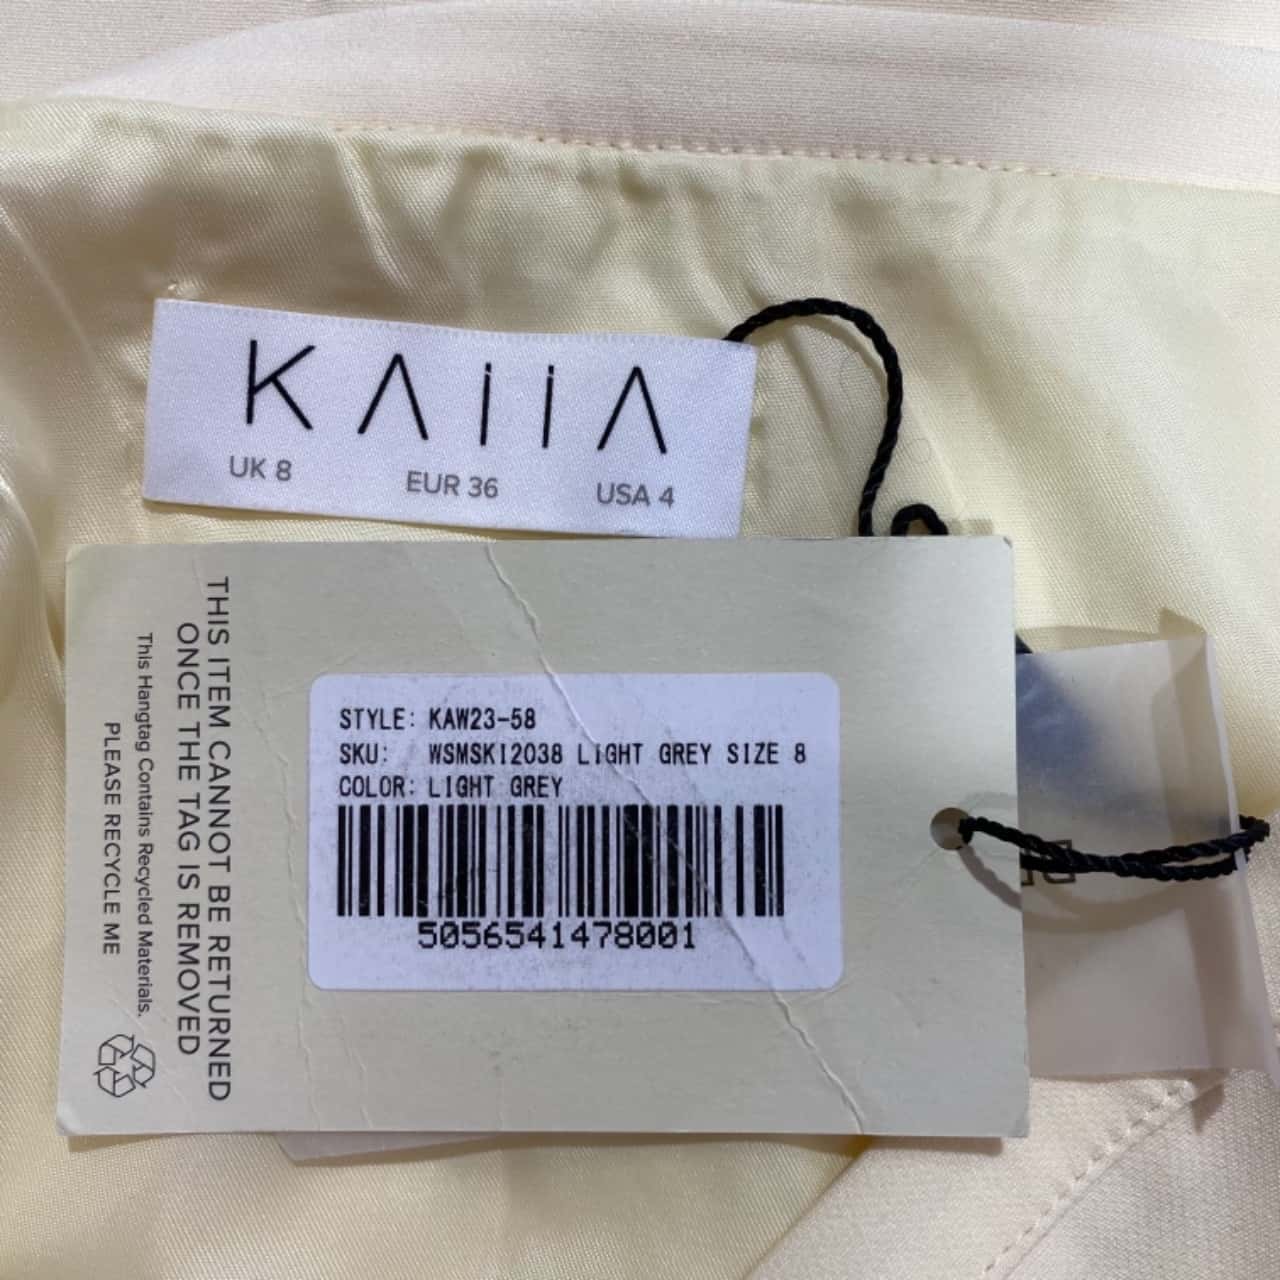 KAiiA
UK 8 EUR 36 USA 4
THIS ITEM CANNOT BE RETURNED
ONCE THE TAG IS REMOVED
This Hangtag Contains Recycled Materials.
PLEASE RECYCLE ME
STYLE: KAW23-58
SKU: WSMSKI2038 LIGHT GREY SIZE 8
COLOR: LIGHT GREY
5056541478001